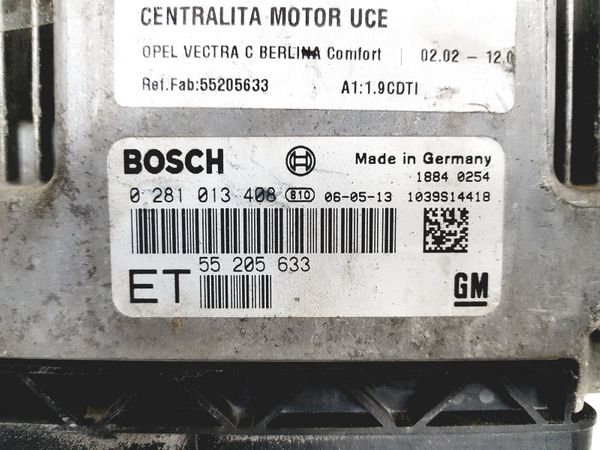 CENTRALITA MOTOR UCE
OPEL VECTRA C BERLINA Comfort | 02.02 - 12.0
Ref.Fab:55205633 A1:1.9CDTI
BOSCH Made in Germany
1884 0254
0 281 013 408 810 06-05-13 1039S14418
55 205 633
ET GM